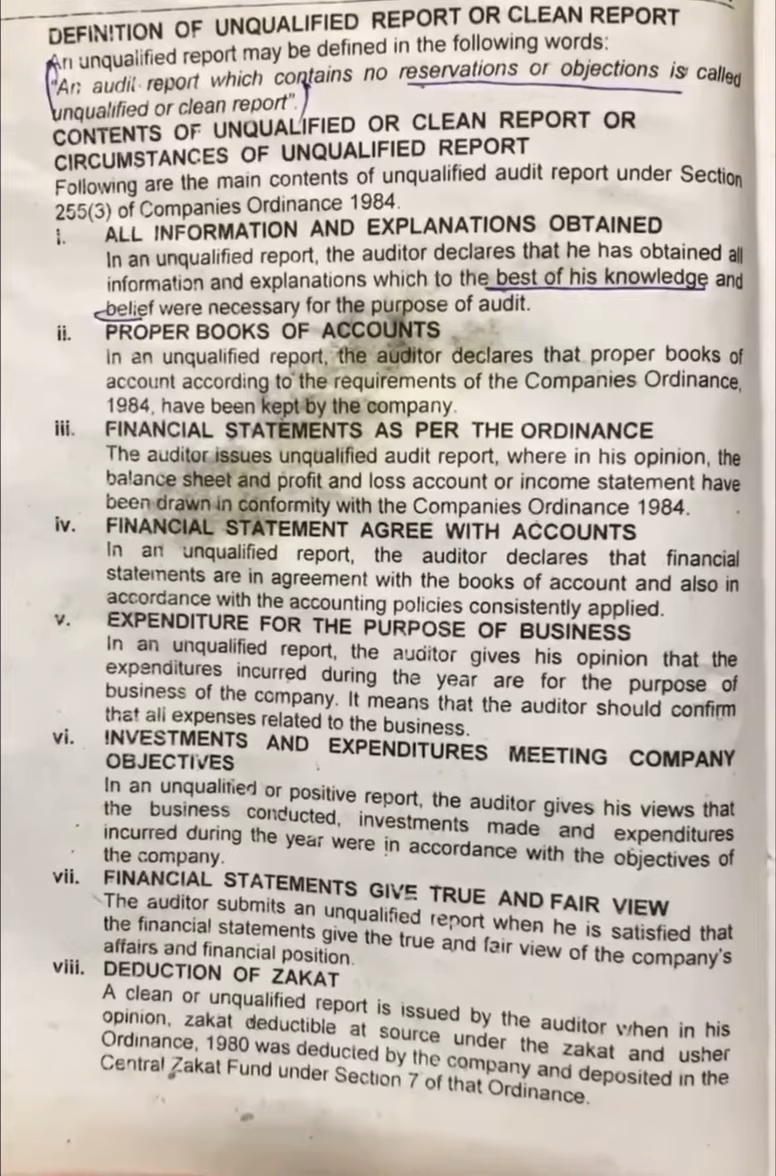 DEFINITION OF UNQUALIFIED REPORT OR CLEAN REPORT
An unqualified report may be defined in the following words:
"An audit report which contains no reservations or objections is called
unqualified or clean report".
CONTENTS OF UNQUALIFIED OR CLEAN REPORT OR
CIRCUMSTANCES OF UNQUALIFIED REPORT
Following are the main contents of unqualified audit report under Section
255(3) of Companies Ordinance 1984.
i. ALL INFORMATION AND EXPLANATIONS OBTAINED
In an unqualified report, the auditor declares that he has obtained all
information and explanations which to the best of his knowledge and
belief were necessary for the purpose of audit.
ii. PROPER BOOKS OF ACCOUNTS
In an unqualified report, the auditor declares that proper books of
account according to the requirements of the Companies Ordinance,
1984, have been kept by the company.
iii. FINANCIAL STATEMENTS AS PER THE ORDINANCE
The auditor issues unqualified audit report, where in his opinion, the
balance sheet and profit and loss account or income statement have
been drawn in conformity with the Companies Ordinance 1984.
iv. FINANCIAL STATEMENT AGREE WITH ACCOUNTS
In an unqualified report, the auditor declares that financial
statements are in agreement with the books of account and also in
accordance with the accounting policies consistently applied.
v. EXPENDITURE FOR THE PURPOSE OF BUSINESS
In an unqualified report, the auditor gives his opinion that the
expenditures incurred during the year are for the purpose of
business of the company. It means that the auditor should confirm
that all expenses related to the business.
vi. INVESTMENTS AND EXPENDITURES MEETING COMPANY
OBJECTIVES
In an unqualified or positive report, the auditor gives his views that
the business conducted, investments made and expenditures
incurred during the year were in accordance with the objectives of
the company.
vii. FINANCIAL STATEMENTS GIVE TRUE AND FAIR VIEW
The auditor submits an unqualified report when he is satisfied that
the financial statements give the true and fair view of the company's
affairs and financial position.
viii. DEDUCTION OF ZAKAT
A clean or unqualified report is issued by the auditor when in his
opinion, zakat deductible at source under the zakat and usher
Ordinance, 1980 was deducted by the company and deposited in the
Central Zakat Fund under Section 7 of that Ordinance.